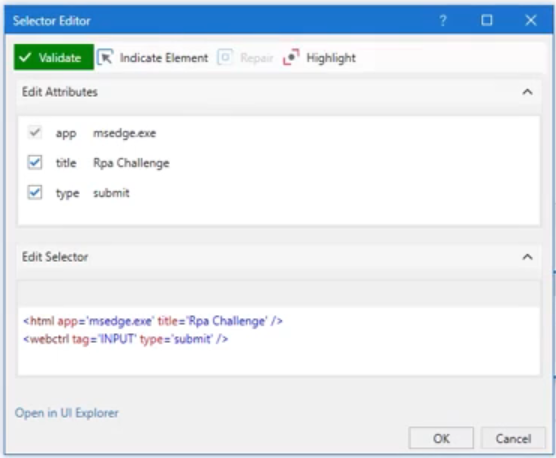 Selector Editor
?
Validate Indicate Element Repair Highlight
Edit Attributes
app msedge.exe
title Rpa Challenge
type submit
Edit Selector
<html app='msedge.exe' title='Rpa Challenge' />
<webctrl tag='INPUT' type='submit' />
Open in UI Explorer
OK Cancel